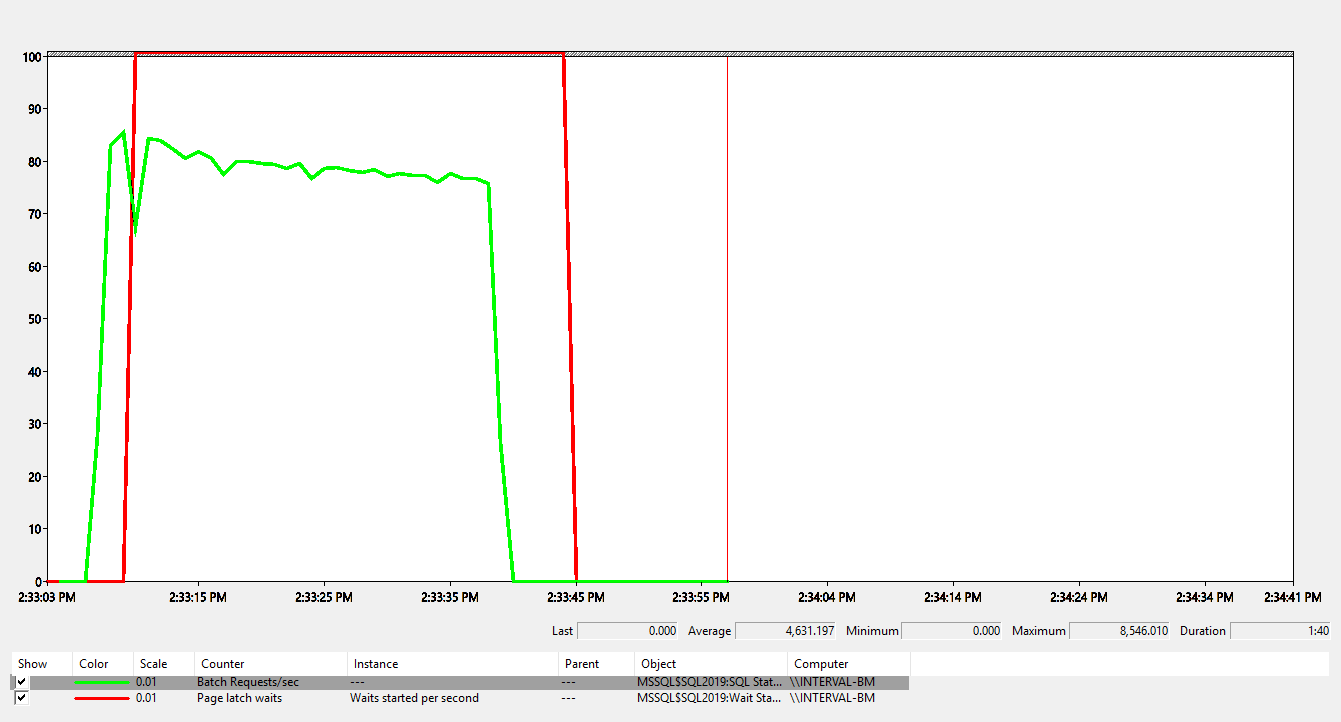 100
90
80
70
60
50
40
30
20
10
0
2:33:03 PM 2:33:15 PM 2:33:25 PM 2:33:35 PM 2:33:45 PM 2:33:55 PM 2:34:04 PM 2:34:14 PM 2:34:24 PM 2:34:34 PM 2:34:41 PM
Last 0.000 Average 4,631.197 Minimum 0.000 Maximum 8,546.010 Duration 1:40
Show Color Scale Counter Instance Parent Object Computer
0.01 Batch Requests/sec --- --- MSSQL$SQL2019:SQL Stat... \\INTERVAL-BM
0.01 Page latch waits Waits started per second --- MSSQL$SQL2019:Wait Sta... \\INTERVAL-BM